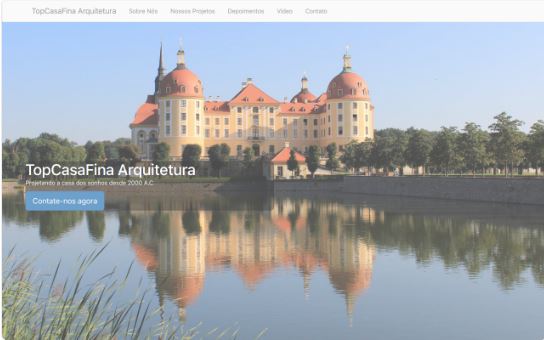 TopCasaFina Arquitetura Sobre Nós Nossos Projetos Depoimentos Vídeo Contato
TopCasaFina Arquitetura
Projetando a casa dos sonhos desde 2000 A.C
Contate-nos agora